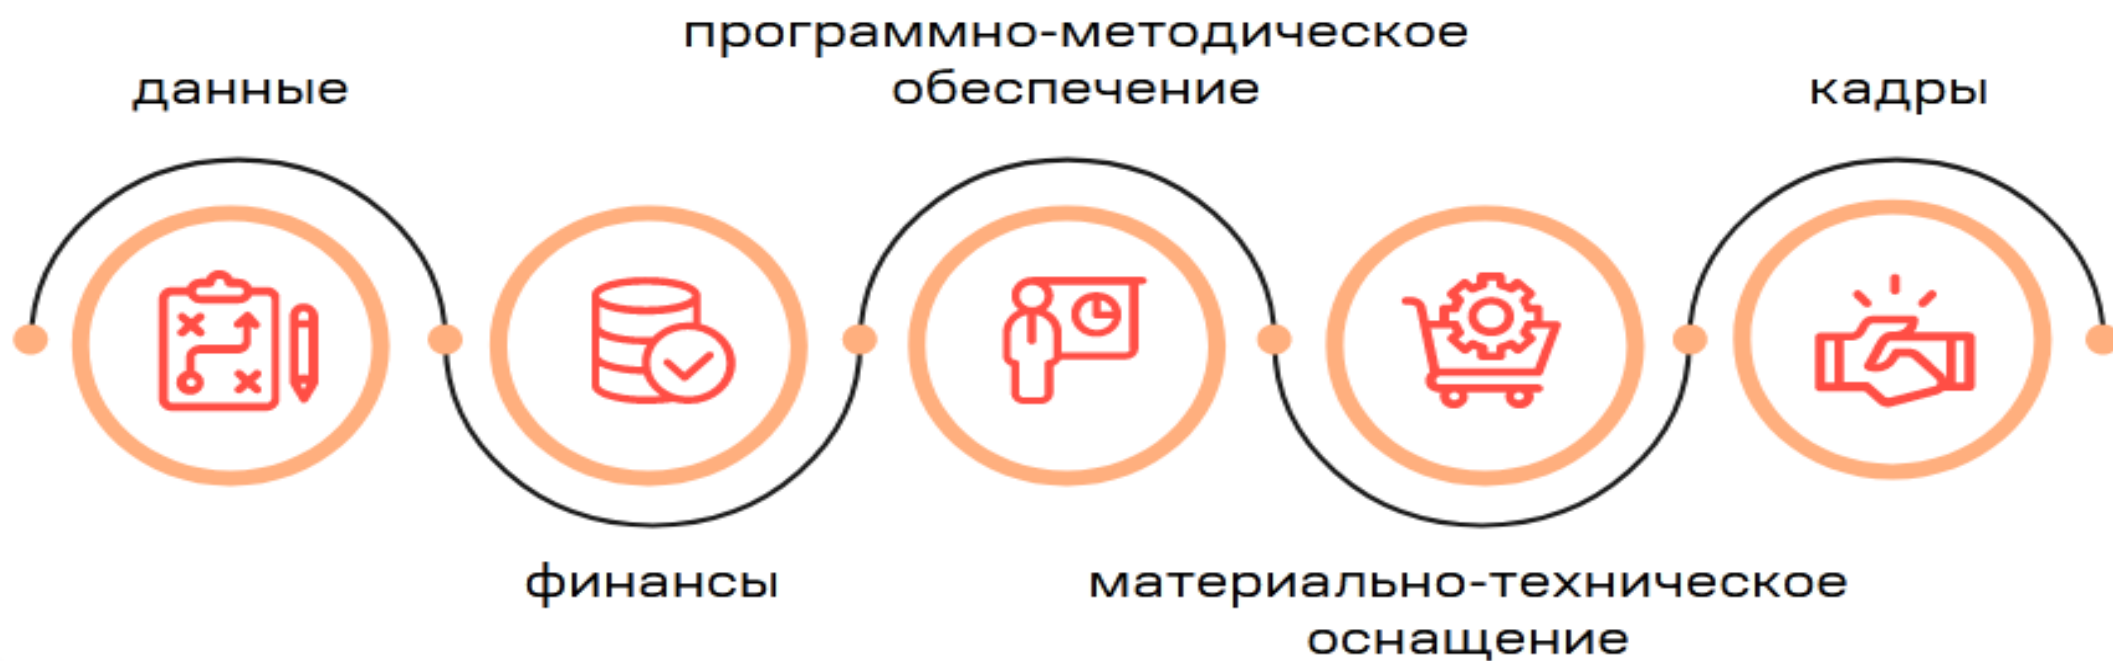 данные
финансы
программно-методическое
обеспечение
материально-техническое
оснащение
кадры